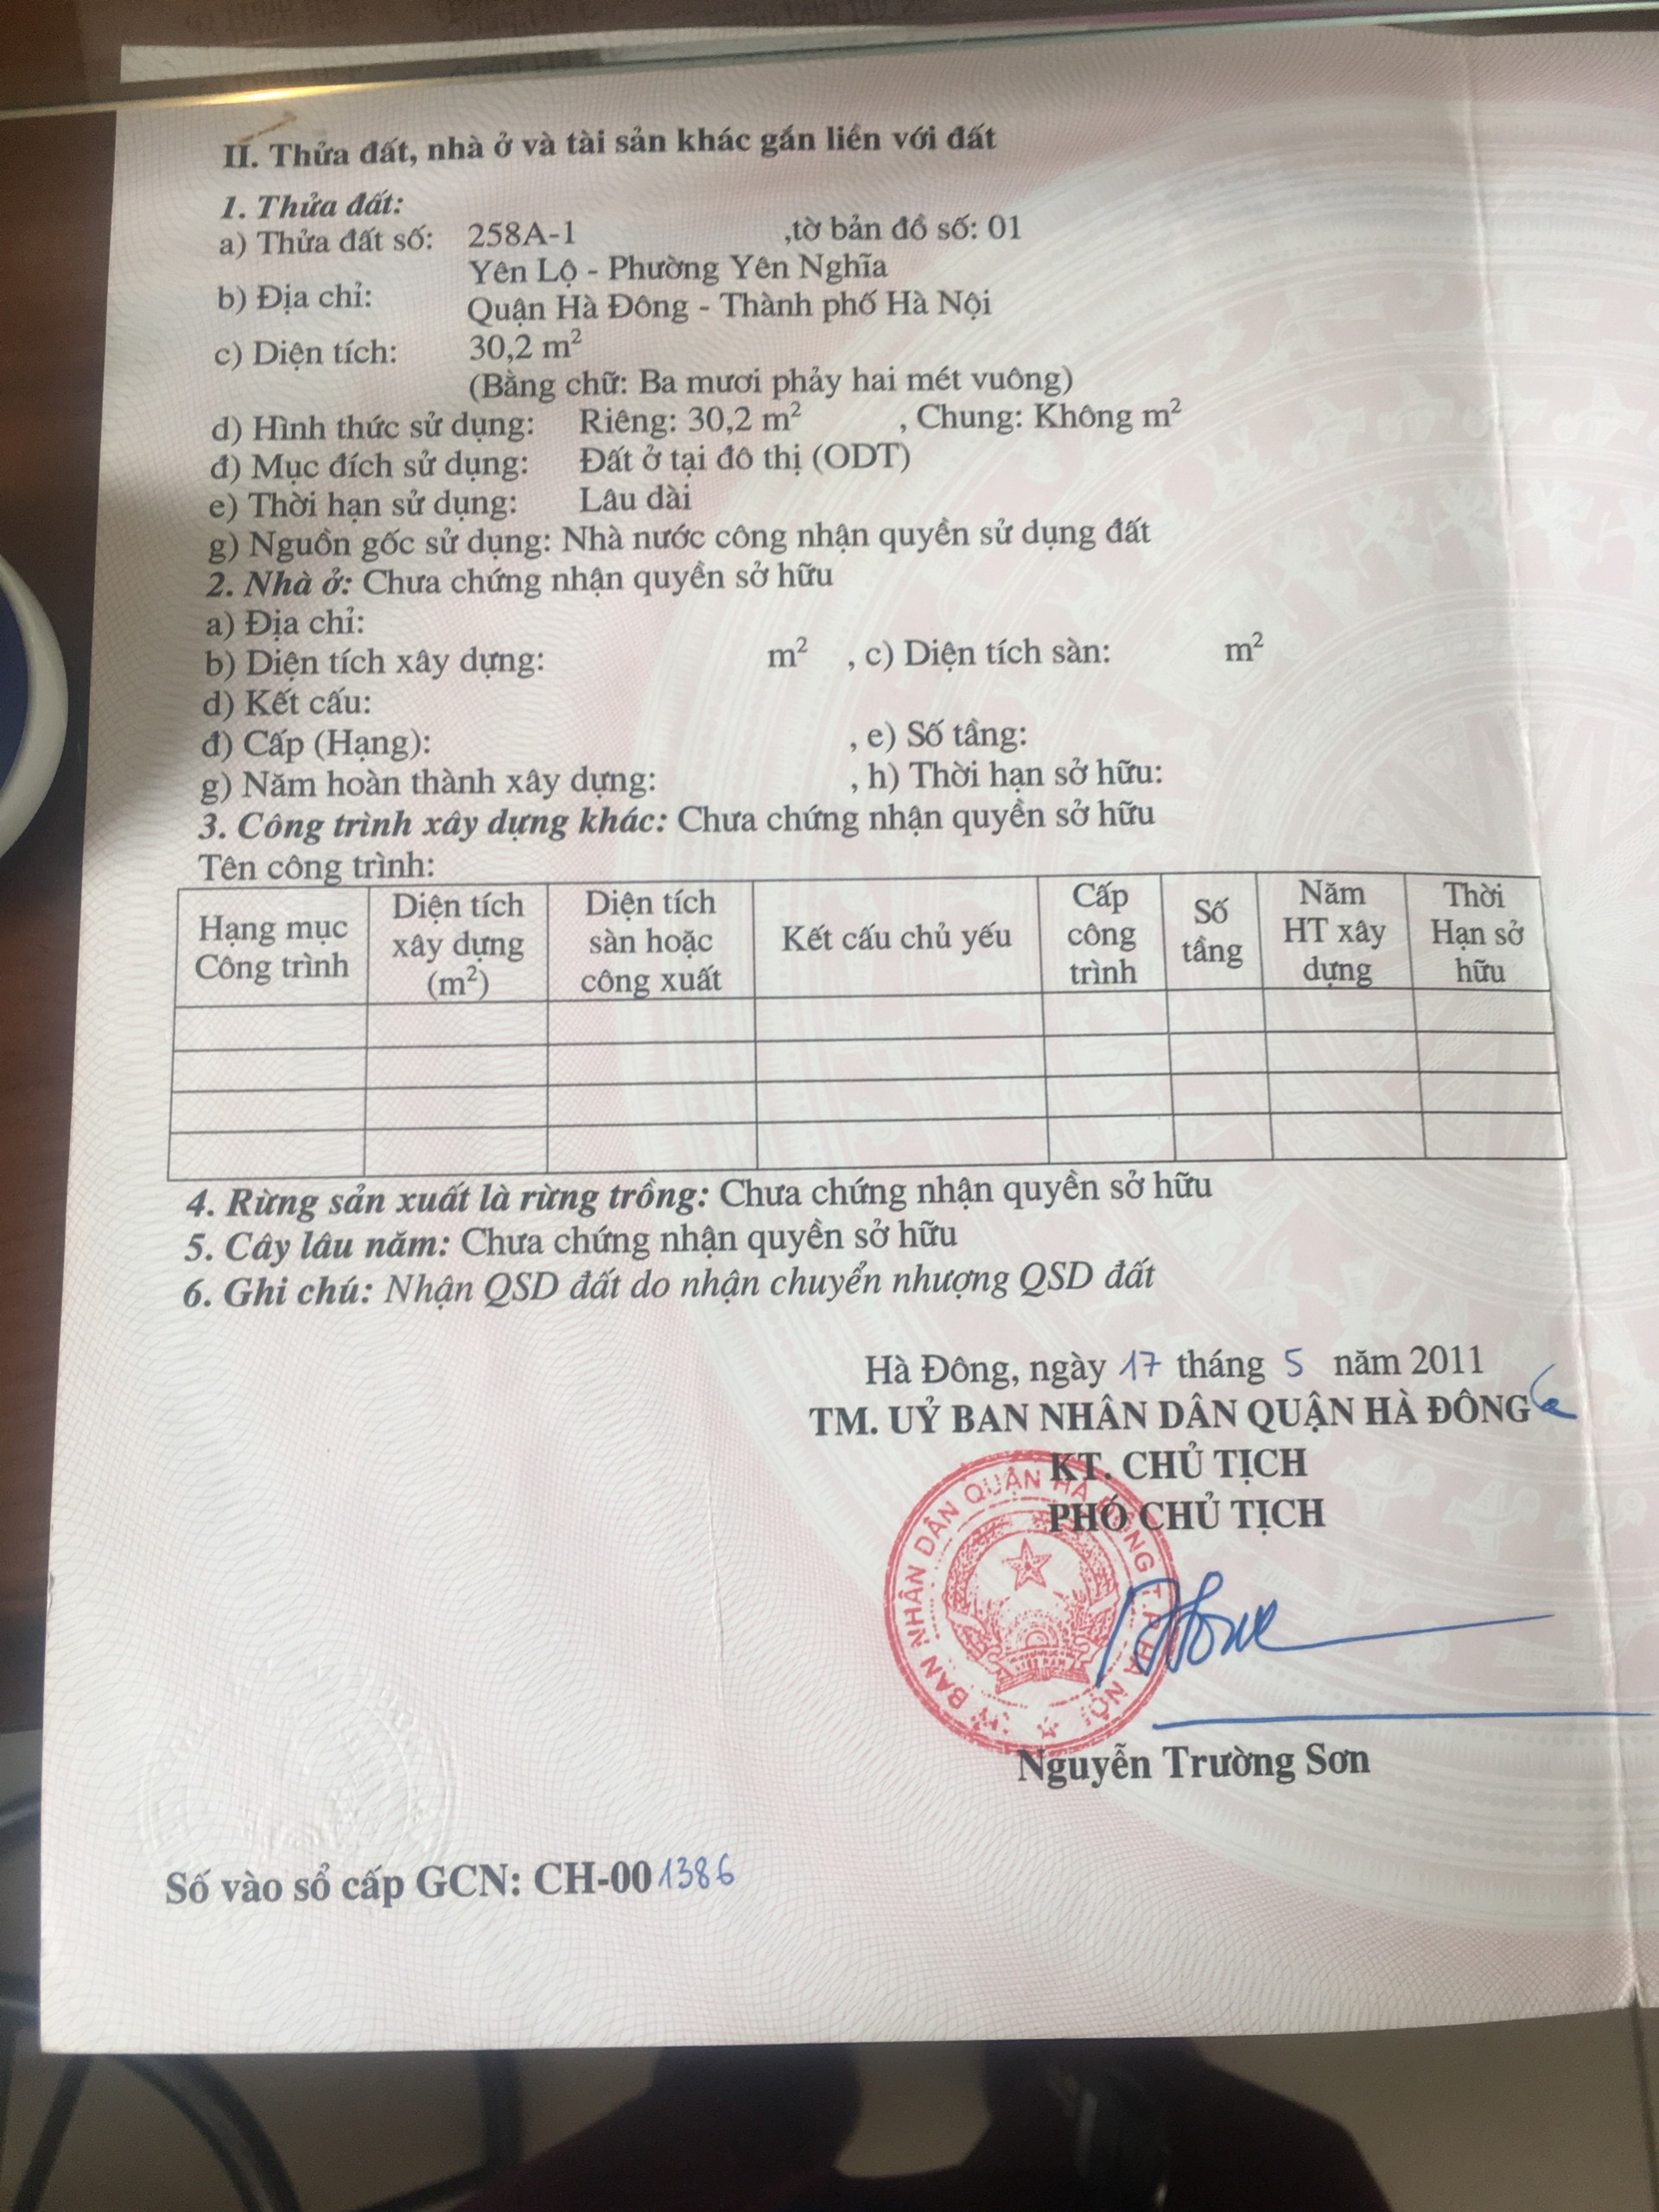 II. Thửa đất, nhà ở và tài sản khác gắn liền với đất
1. Thửa đất:
a) Thửa đất số: 258A-1 ,tờ bản đồ số: 01
Yên Lộ - Phường Yên Nghĩa
b) Địa chỉ:
Quận Hà Đông - Thành phố Hà Nội
c) Diện tích: 30,2 m²
(Bằng chữ: Ba mươi phảy hai mét vuông)
d) Hình thức sử dụng: Riêng: 30,2 m² , Chung: Không m²
đ) Mục đích sử dụng: Đất ở tại đô thị (ODT)
e) Thời hạn sử dụng: Lâu dài
g) Nguồn gốc sử dụng: Nhà nước công nhận quyền sử dụng đất
2. Nhà ở: Chưa chứng nhận quyền sở hữu
a) Địa chỉ:
b) Diện tích xây dựng: m² , c) Diện tích sàn: m²
d) Kết cấu:
đ) Cấp (Hạng): , e) Số tầng:
g) Năm hoàn thành xây dựng: , h) Thời hạn sở hữu:
3. Công trình xây dựng khác: Chưa chứng nhận quyền sở hữu
Tên công trình:
Hạng mục Công trình
Diện tích xây dựng (m²)
Diện tích sàn hoặc công xuất
Kết cấu chủ yếu
Cấp công trình
Số tầng
Năm HT xây dựng
Thời Hạn sở hữu
4. Rừng sản xuất là rừng trồng: Chưa chứng nhận quyền sở hữu
5. Cây lâu năm: Chưa chứng nhận quyền sở hữu
6. Ghi chú: Nhận QSD đất do nhận chuyển nhượng QSD đất
Hà Đông, ngày 17 tháng 5 năm 2011
TM. UỶ BAN NHÂN DÂN QUẬN HÀ ĐÔNG
KT. CHỦ TỊCH
PHÓ CHỦ TỊCH
BAN NHÂN DÂN QUẬN HÀ ĐÔNG T.P HÀ NỘI
VIỆT NAM
Nguyễn Trường Sơn
Số vào sổ cấp GCN: CH-001386